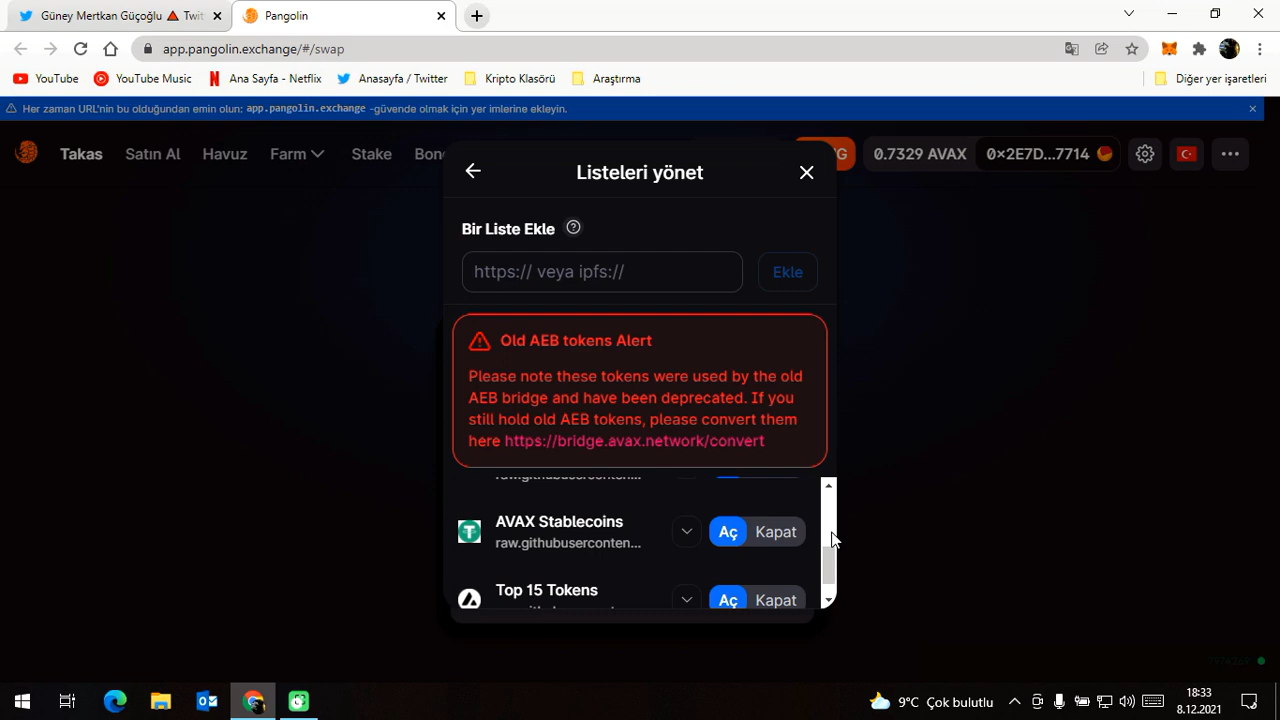 Güney Mertkan Güçoğlu 🔺 Twit
Pangolin
app.pangolin.exchange/#/swap
YouTube
YouTube Music
Ana Sayfa - Netflix
Anasayfa / Twitter
Kripto Klasörü
Araştırma
Diğer yer işaretleri
Her zaman URL'nin bu olduğundan emin olun: app.pangolin.exchange -güvende olmak için yer imlerine ekleyin.
Takas
Satın Al
Havuz
Farm
Stake
0.7329 AVAX
0×2E7D...7714
Listeleri yönet
Bir Liste Ekle
https:// veya ipfs://
Ekle
Old AEB tokens Alert
Please note these tokens were used by the old
AEB bridge and have been deprecated. If you
still hold old AEB tokens, please convert them
here https://bridge.avax.network/convert
raw.githubuserconten...
AVAX Stablecoins
raw.githubuserconten...
Aç Kapat
Top 15 Tokens
Aç Kapat
9°C Çok bulutlu
18:33
8.12.2021